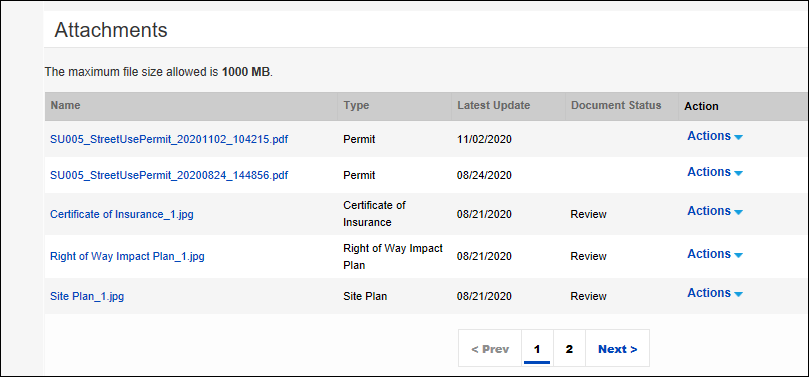 Attachments
The maximum file size allowed is 1000 MB.
Name Type Latest Update Document Status Action
SU005_StreetUsePermit_20201102_104215.pdf Permit 11/02/2020 Actions
SU005_StreetUsePermit_20200824_144856.pdf Permit 08/24/2020 Actions
Certificate of Insurance_1.jpg Certificate of Insurance 08/21/2020 Review Actions
Right of Way Impact Plan_1.jpg Right of Way Impact Plan 08/21/2020 Review Actions
Site Plan_1.jpg Site Plan 08/21/2020 Review Actions
< Prev 1 2 Next >